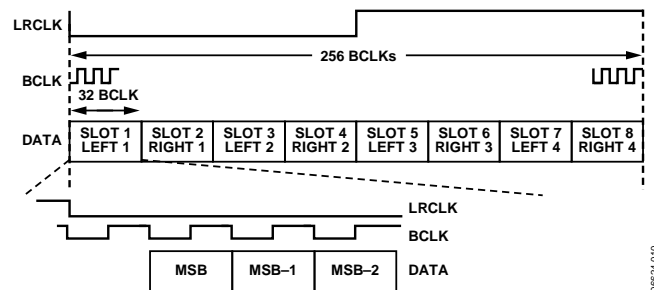 LRCLK
256 BCLKs
BCLK
32 BCLK
DATA
SLOT 1
LEFT 1
SLOT 2
RIGHT 1
SLOT 3
LEFT 2
SLOT 4
RIGHT 2
SLOT 5
LEFT 3
SLOT 6
RIGHT 3
SLOT 7
LEFT 4
SLOT 8
RIGHT 4
LRCLK
BCLK
MSB
MSB–1
MSB–2
DATA